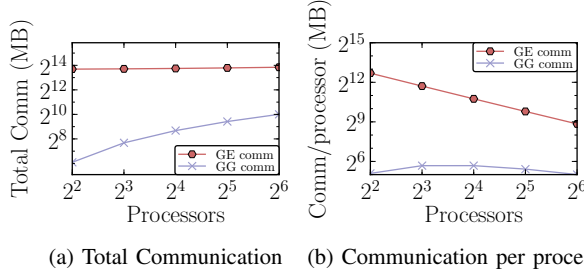 Total Comm (MB)
2^14
2^10
2^8
2^2 2^3 2^4 2^5 2^6
Processors
GE comm
GG comm
(a) Total Communication
Comm/processor (MB)
2^15
2^12
2^9
2^6
2^2 2^3 2^4 2^5 2^6
Processors
GE comm
GG comm
(b) Communication per proce